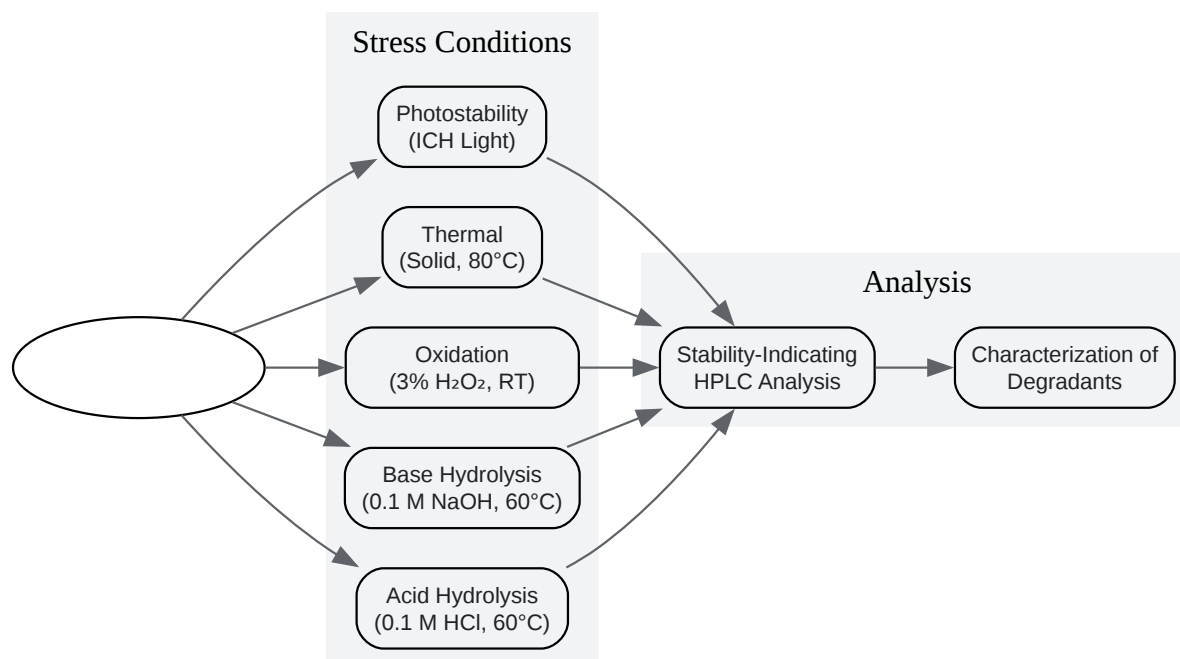 Stress Conditions
Photostability
(ICH Light)
Thermal
(Solid, 80°C)
Oxidation
(3% H₂O₂, RT)
Base Hydrolysis
(0.1 M NaOH, 60°C)
Acid Hydrolysis
(0.1 M HCl, 60°C)
Analysis
Stability-Indicating
HPLC Analysis
Characterization of
Degradants